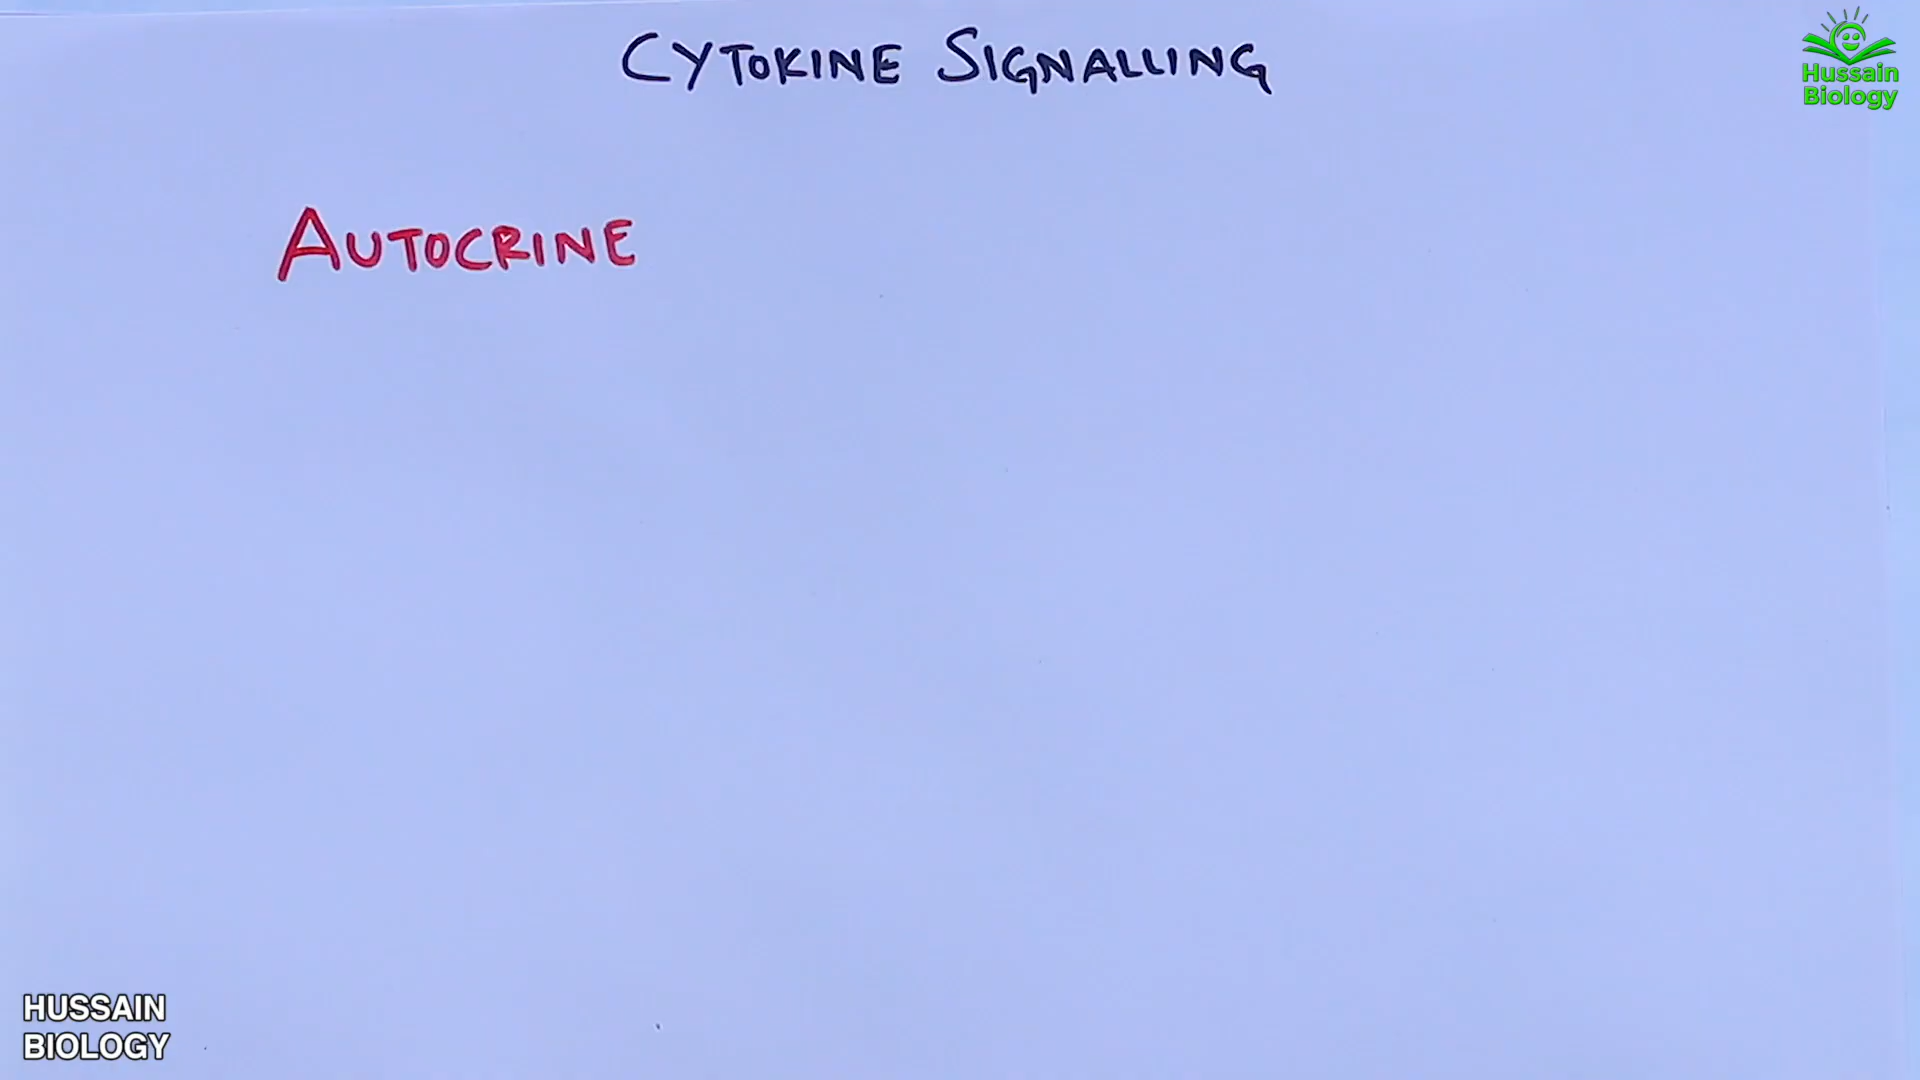 CYTOKINE SIGNALLING
Hussain
Biology
AUTOCRINE
HUSSAIN
BIOLOGY